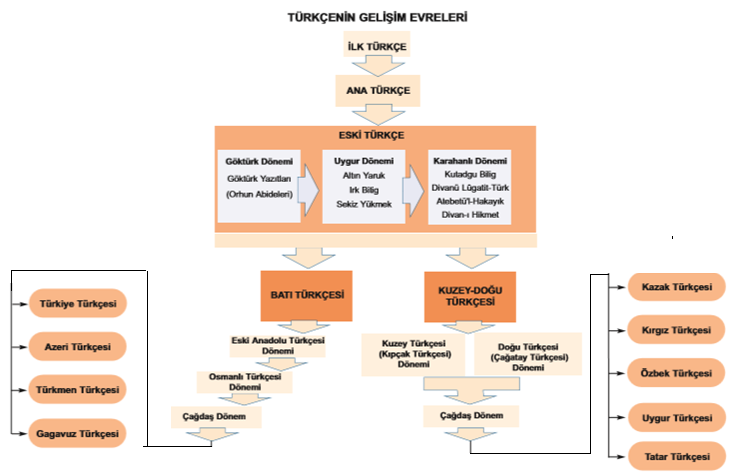 TÜRKÇENİN GELİŞİM EVRELERİ
İLK TÜRKÇE
ANA TÜRKÇE
ESKİ TÜRKÇE
Göktürk Dönemi
Göktürk Yazıtları
(Orhun Abideleri)
Uygur Dönemi
Altın Yaruk
Irk Bilig
Sekiz Yükmek
Karahanlı Dönemi
Kutadgu Bilig
Divanü Lûgatit-Türk
Atebetü'l-Hakayık
Divan-ı Hikmet
BATI TÜRKÇESİ
Eski Anadolu Türkçesi
Dönemi
Osmanlı Türkçesi
Dönemi
Çağdaş Dönem
Türkiye Türkçesi
Azeri Türkçesi
Türkmen Türkçesi
Gagavuz Türkçesi
KUZEY-DOĞU
TÜRKÇESİ
Kuzey Türkçesi
(Kıpçak Türkçesi)
Dönemi
Doğu Türkçesi
(Çağatay Türkçesi)
Dönemi
Çağdaş Dönem
Kazak Türkçesi
Kırgız Türkçesi
Özbek Türkçesi
Uygur Türkçesi
Tatar Türkçesi